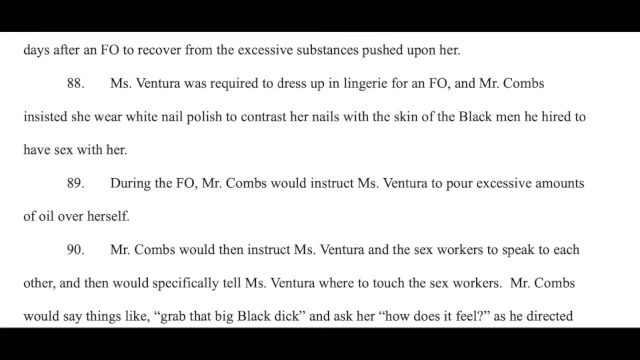 days after an FO to recover from the excessive substances pushed upon her.
88. Ms. Ventura was required to dress up in lingerie for an FO, and Mr. Combs
insisted she wear white nail polish to contrast her nails with the skin of the Black men he hired to
have sex with her.
89. During the FO, Mr. Combs would instruct Ms. Ventura to pour excessive amounts
of oil over herself.
90. Mr. Combs would then instruct Ms. Ventura and the sex workers to speak to each
other, and then would specifically tell Ms. Ventura where to touch the sex workers. Mr. Combs
would say things like, “grab that big Black dick” and ask her “how does it feel?” as he directed